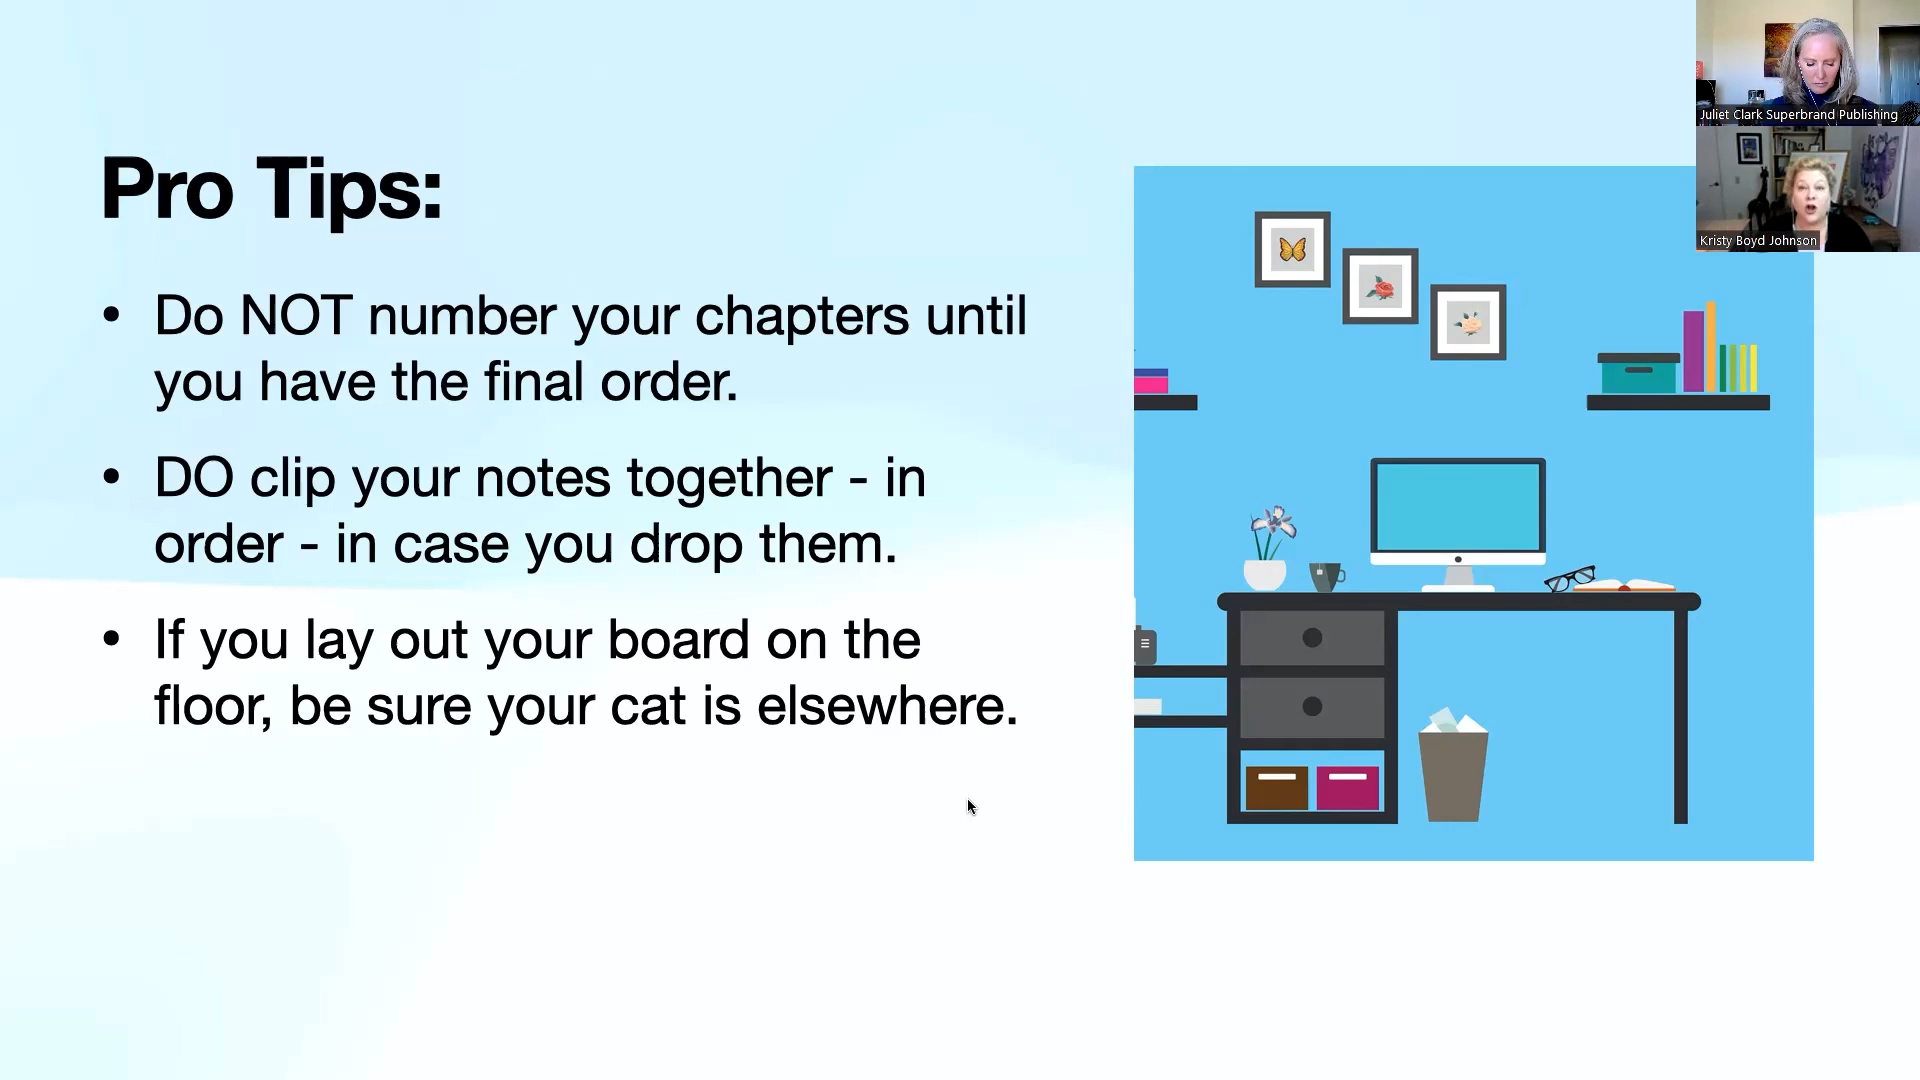 Pro Tips:
• Do NOT number your chapters until
you have the final order.
• DO clip your notes together - in
order - in case you drop them.
• If you lay out your board on the
floor, be sure your cat is elsewhere.
Juliet Clark Superbrand Publishing
Kristy Boyd Johnson